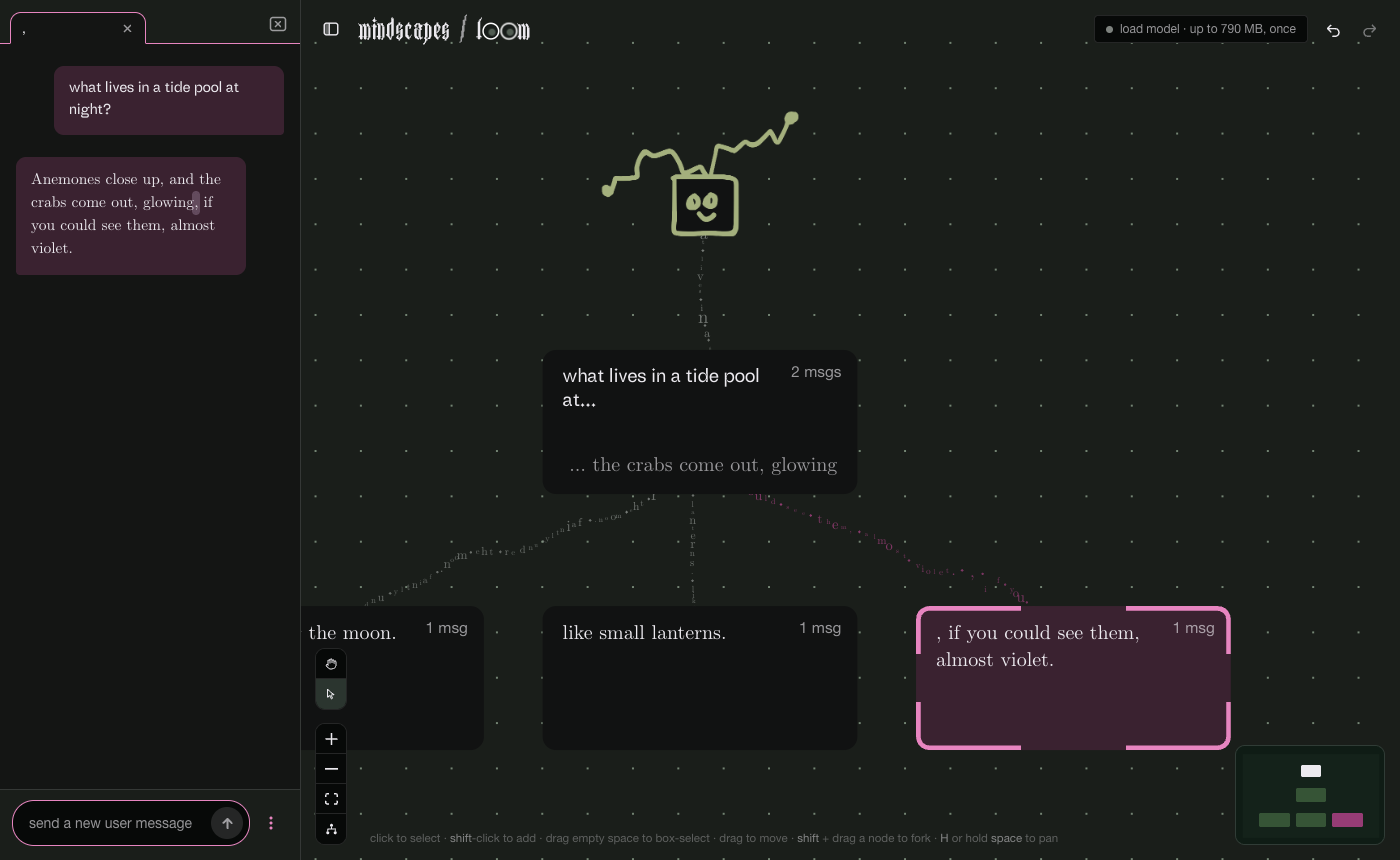 ,
what lives in a tide pool at
night?
Anemones close up, and the
crabs come out, glowing, if
you could see them, almost
violet.
send a new user message
mindscapes / loom
load model · up to 790 MB, once
what lives in a tide pool
at...
2 msgs
... the crabs come out, glowing
the moon.
1 msg
like small lanterns.
1 msg
, if you could see them,
almost violet.
1 msg
click to select · shift-click to add · drag empty space to box-select · drag to move · shift + drag a node to fork · H or hold space to pan